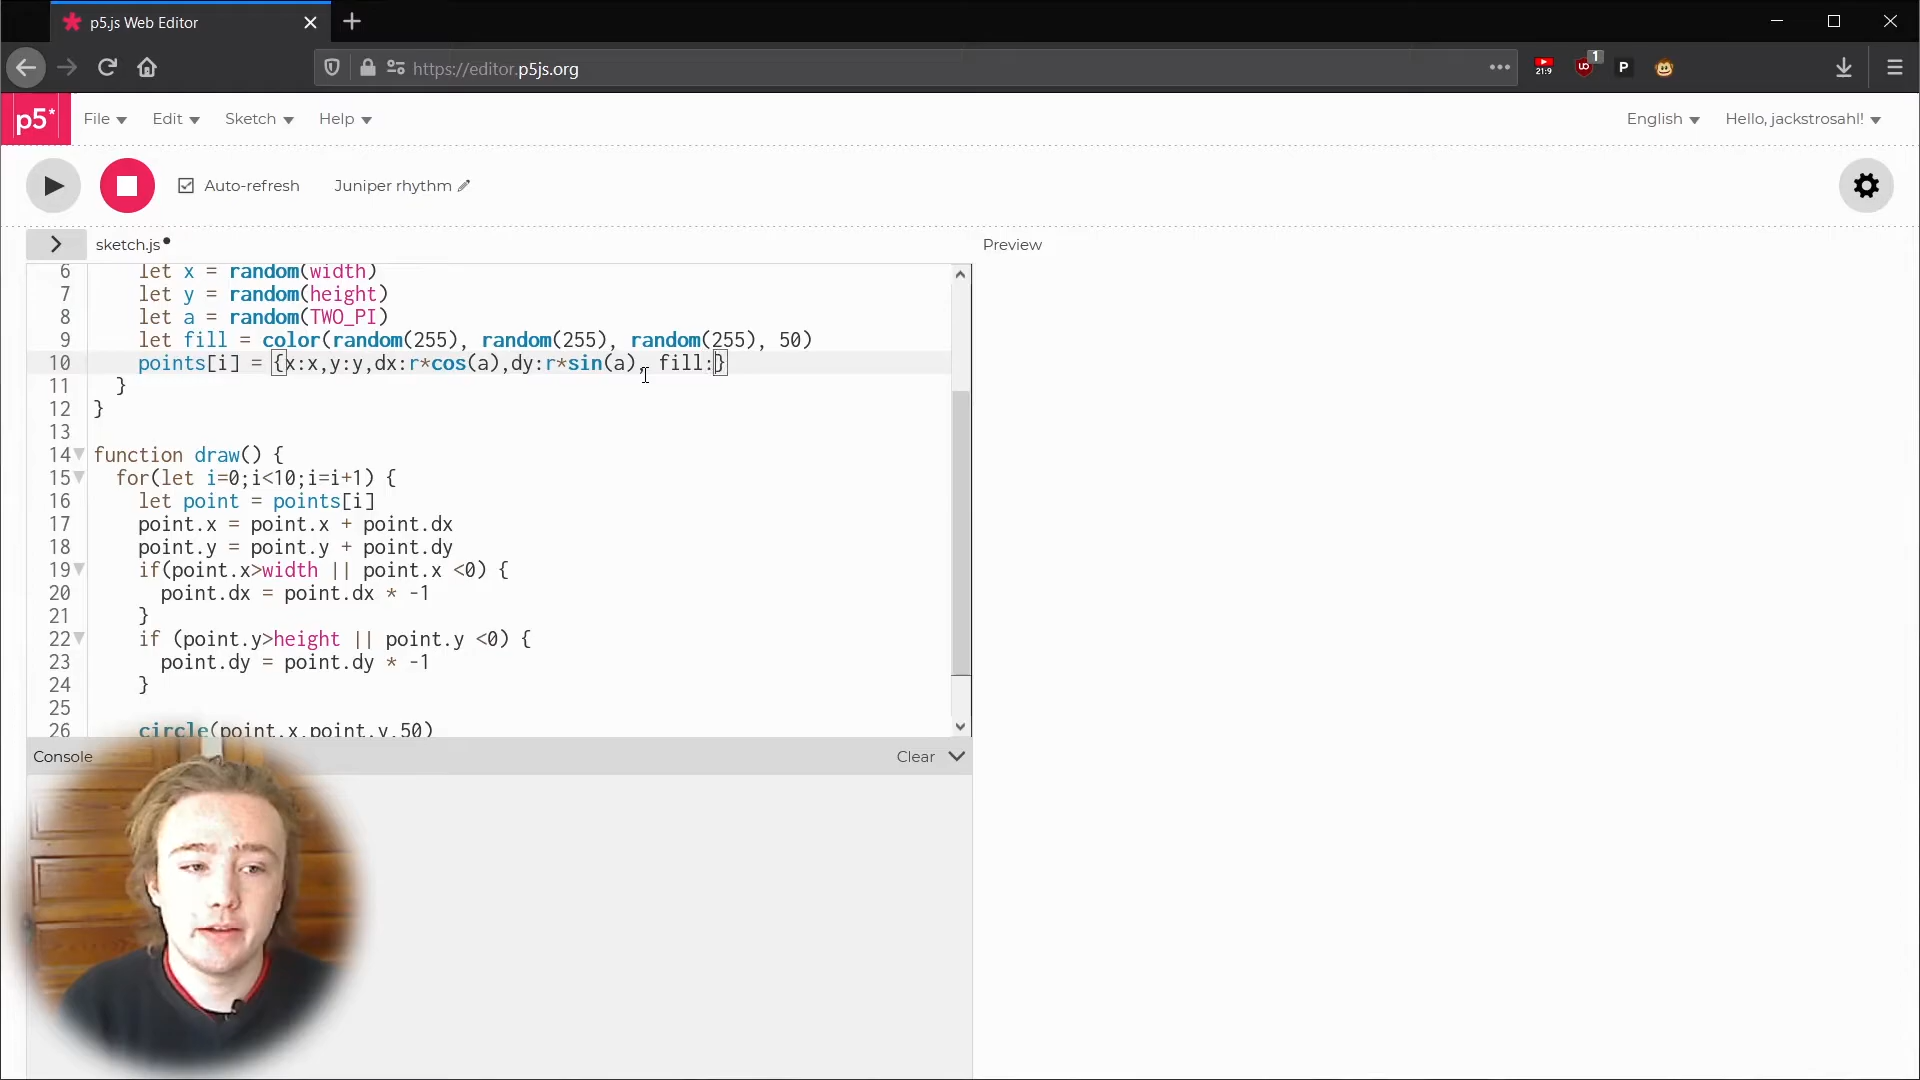 p5.js Web Editor
https://editor.p5js.org
21:9
1
P
p5*
File
Edit
Sketch
Help
English
Hello, jackstrosahl!
Auto-refresh
Juniper rhythm
sketch.js
Preview
6 let x = random(width)
7 let y = random(height)
8 let a = random(TWO_PI)
9 let fill = color(random(255), random(255), random(255), 50)
10 points[i] = {x:x,y:y,dx:r*cos(a),dy:r*sin(a), fill:}
11 }
12 }
13
14 function draw() {
15 for(let i=0;i<10;i=i+1) {
16 let point = points[i]
17 point.x = point.x + point.dx
18 point.y = point.y + point.dy
19 if(point.x>width || point.x <0) {
20 point.dx = point.dx * -1
21 }
22 if (point.y>height || point.y <0) {
23 point.dy = point.dy * -1
24 }
25
26 circle(point.x,point.y,50)
Console
Clear